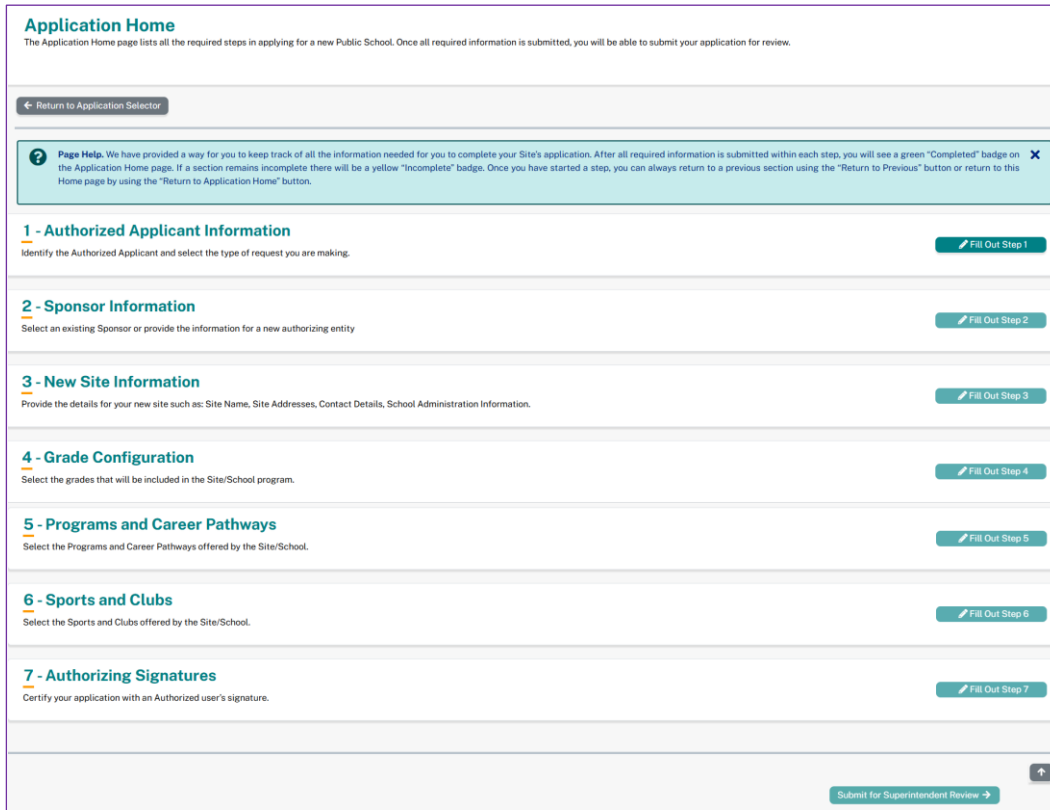 Application Home
The Application Home page lists all the required steps in applying for a new Public School. Once all required information is submitted, you will be able to submit your application for review.
← Return to Application Selector
Page Help. We have provided a way for you to keep track of all the information needed for you to complete your Site's application. After all required information is submitted within each step, you will see a green "Completed" badge on
the Application Home page. If a section remains incomplete there will be a yellow "Incomplete" badge. Once you have started a step, you can always return to a previous section using the "Return to Previous" button or return to this
Home page by using the "Return to Application Home" button.
1 - Authorized Applicant Information
Identify the Authorized Applicant and select the type of request you are making.
Fill Out Step 1
2 - Sponsor Information
Select an existing Sponsor or provide the information for a new authorizing entity
Fill Out Step 2
3 - New Site Information
Provide the details for your new site such as: Site Name, Site Addresses, Contact Details, School Administration Information.
Fill Out Step 3
4 - Grade Configuration
Select the grades that will be included in the Site/School program.
Fill Out Step 4
5 - Programs and Career Pathways
Select the Programs and Career Pathways offered by the Site/School.
Fill Out Step 5
6 - Sports and Clubs
Select the Sports and Clubs offered by the Site/School.
Fill Out Step 6
7 - Authorizing Signatures
Certify your application with an Authorized user's signature.
Fill Out Step 7
Submit for Superintendent Review →